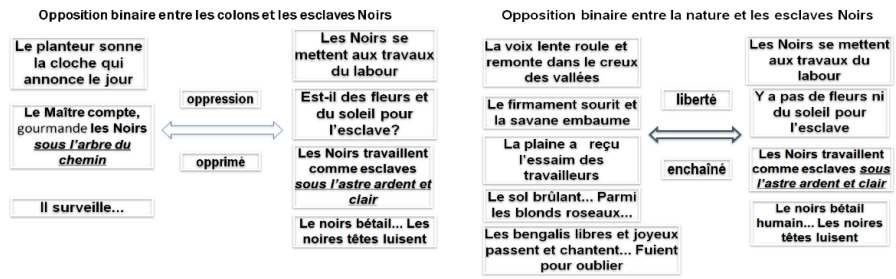 Opposition binaire entre les colons et les esclaves Noirs
Le planteur sonne
la cloche qui
annonce le jour
Le Maître compte,
gourmande les Noirs
sous l'arbre du
chemin
Il surveille...
oppression
opprimé
Les Noirs se
mettent aux travaux
du labour
Est-il des fleurs et
du soleil pour
l'esclave?
Les Noirs travaillent
comme esclaves
sous l'astre ardent et
clair
Le noirs bétail... Les
noires têtes luisent
Opposition binaire entre la nature et les esclaves Noirs
La voix lente roule et
remonte dans le creux
des vallées
Le firmament sourit et
la savane embaume
La plaine a reçu
l'essaim des
travailleurs
Le sol brûlant... Parmi
les blonds roseaux...
Les bengalis libres et joyeux
passent et chantent... Fuient
pour oublier
liberté
enchaîné
Les Noirs se mettent
aux travaux du
labour
Y a pas de fleurs ni
du soleil pour
l'esclave
Les Noirs travaillent
comme esclaves sous
l'astre ardent et clair
Le noirs bétail
humain... Les noires
têtes luisent